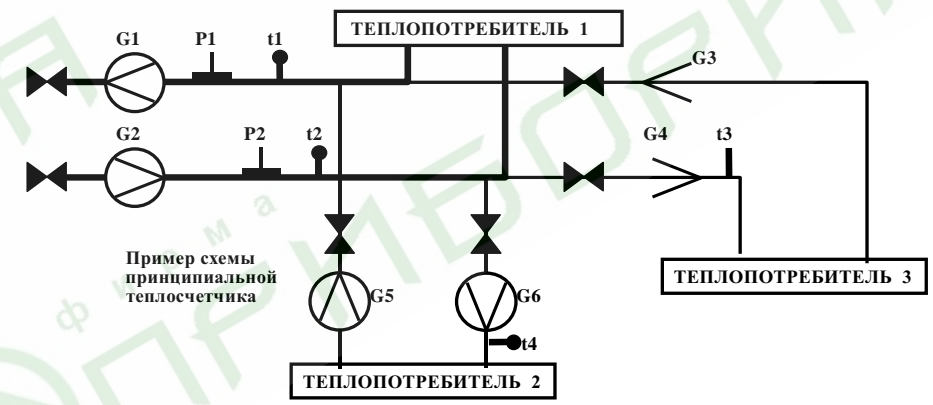 ТЕПЛОПОТРЕБИТЕЛЬ 1
G1 P1 t1
G3
G2 P2 t2
G4 t3
фирма
Пример схемы
принципиальной
теплосчетчика
ТЕПЛОПОТРЕБИТЕЛЬ 3
G5
G6
t4
ТЕПЛОПОТРЕБИТЕЛЬ 2